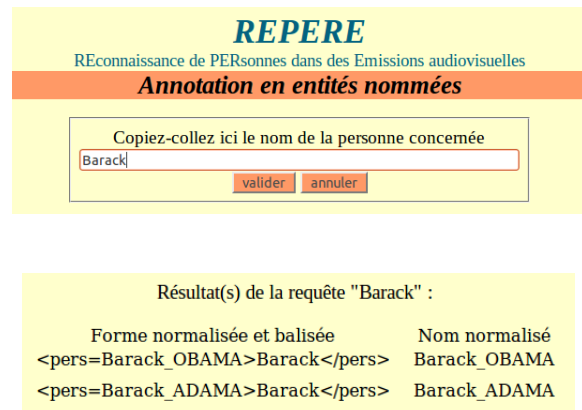 REPERE
REconnaissance de PERsonnes dans des Emissions audiovisuelles
Annotation en entités nommées
Copiez-collez ici le nom de la personne concernée
Barack
valider annuler
Résultat(s) de la requête "Barack" :
Forme normalisée et balisée Nom normalisé
<pers=Barack_OBAMA>Barack</pers> Barack_OBAMA
<pers=Barack_ADAMA>Barack</pers> Barack_ADAMA